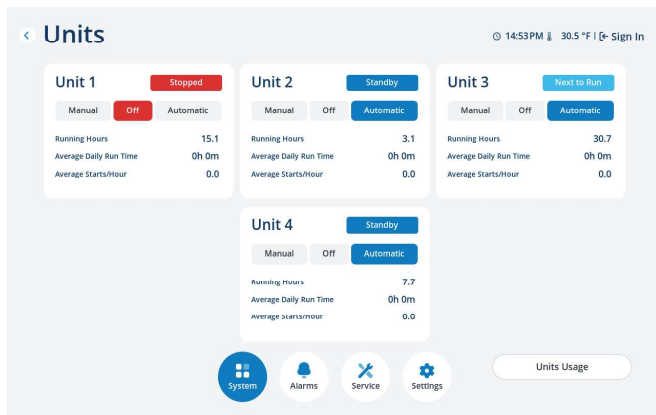 Units
14:53PM 30.5 °F | Sign In
Unit 1 Stopped
Manual Off Automatic
Running Hours 15.1
Average Daily Run Time 0h 0m
Average Starts/Hour 0.0
Unit 2 Standby
Manual Off Automatic
Running Hours 3.1
Average Daily Run Time 0h 0m
Average Starts/Hour 0.0
Unit 3 Next to Run
Manual Off Automatic
Running Hours 30.7
Average Daily Run Time 0h 0m
Average Starts/Hour 0.0
Unit 4 Standby
Manual Off Automatic
Running Hours 7.7
Average Daily Run Time 0h 0m
Average Starts/Hour 0.0
System Alarms Service Settings
Units Usage